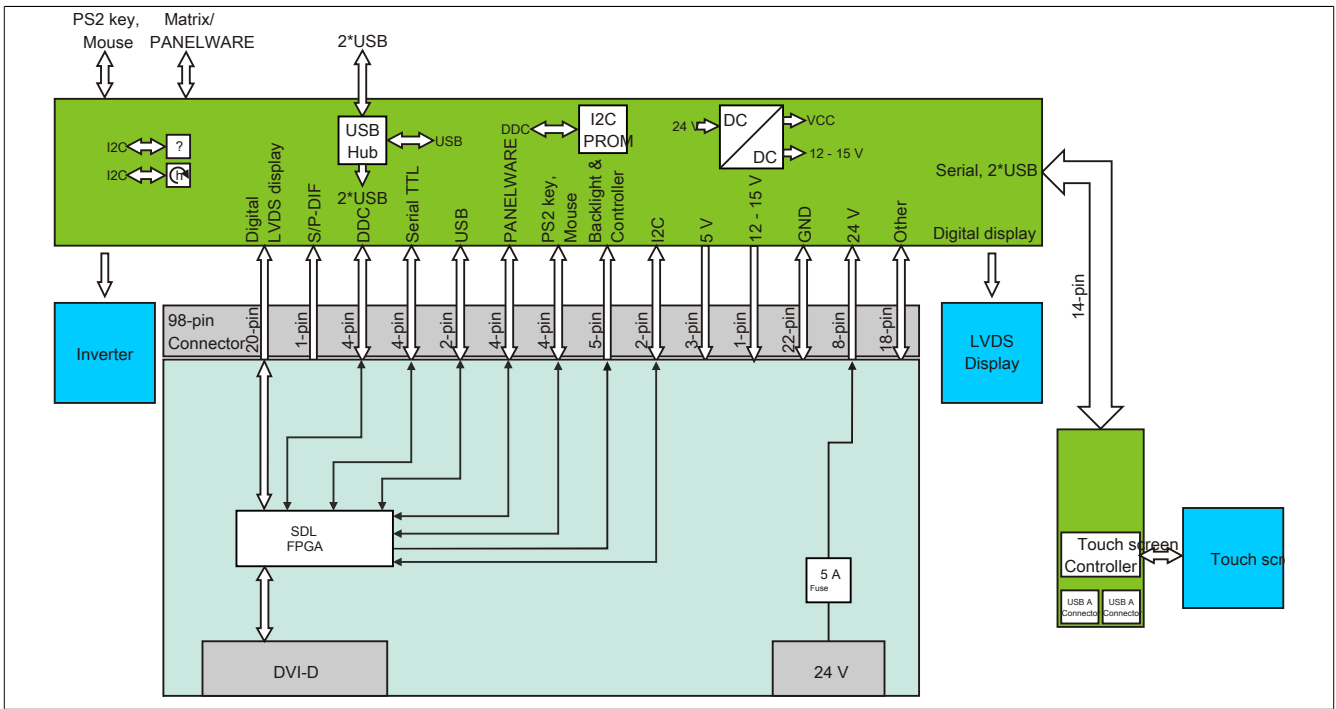 PS2 key,
Mouse
Matrix/
PANELWARE
2*USB
I2C
?
I2C
h
USB
Hub
USB
2*USB
DDC
I2C
PROM
24 V
DC
DC
VCC
12 - 15 V
Serial, 2*USB
Digital display
Digital
LVDS display
S/P-DIF
DDC
Serial TTL
USB
PANELWARE
PS2 key,
Mouse
Backlight &
Controller
I2C
5 V
12 - 15 V
GND
24 V
Other
14-pin
Inverter
98-pin
Connector
20-pin
1-pin
4-pin
4-pin
2-pin
4-pin
4-pin
5-pin
2-pin
3-pin
1-pin
22-pin
8-pin
18-pin
LVDS
Display
SDL
FPGA
5 A
Fuse
DVI-D
24 V
Touch screen
Controller
USB A
Connector
USB A
Connector
Touch scr